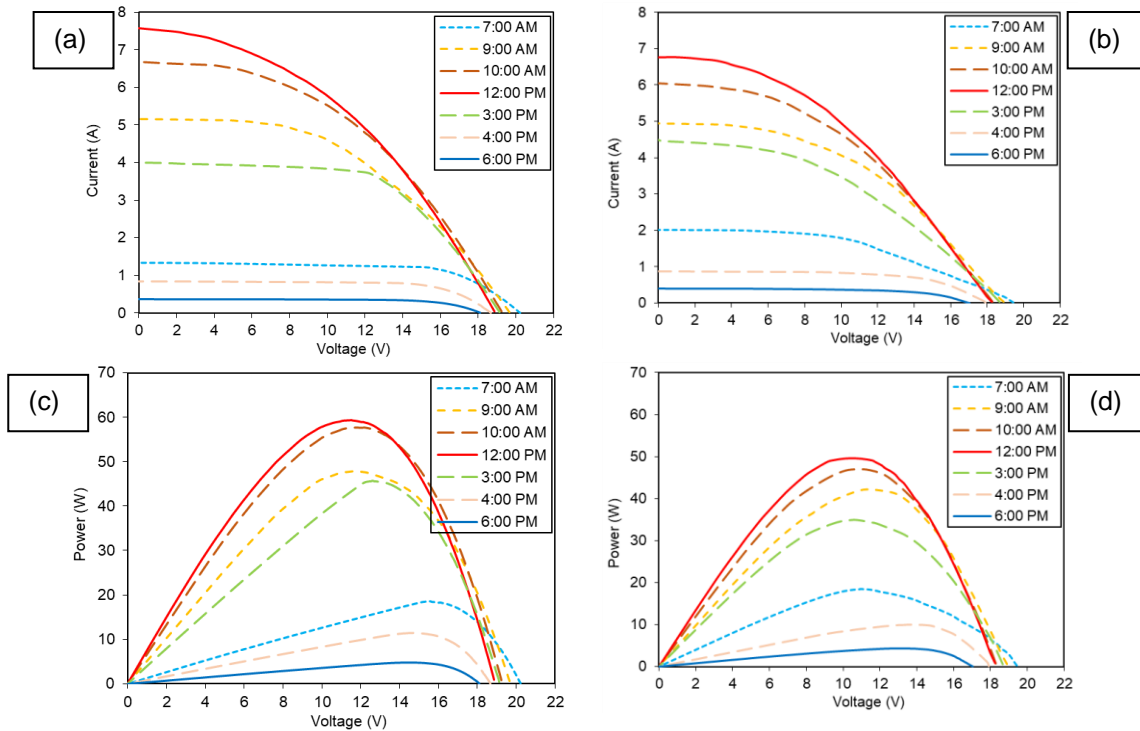 (a)
8
7
6
5
4
3
2
1
0
Current (A)
0 2 4 6 8 10 12 14 16 18 20 22
Voltage (V)
7:00 AM
9:00 AM
10:00 AM
12:00 PM
3:00 PM
4:00 PM
6:00 PM
(b)
8
7
6
5
4
3
2
1
0
Current (A)
0 2 4 6 8 10 12 14 16 18 20 22
Voltage (V)
7:00 AM
9:00 AM
10:00 AM
12:00 PM
3:00 PM
4:00 PM
6:00 PM
(c)
70
60
50
40
30
20
10
0
Power (W)
0 2 4 6 8 10 12 14 16 18 20 22
Voltage (V)
7:00 AM
9:00 AM
10:00 AM
12:00 PM
3:00 PM
4:00 PM
6:00 PM
(d)
70
60
50
40
30
20
10
0
Power (W)
0 2 4 6 8 10 12 14 16 18 20 22
Voltage (V)
7:00 AM
9:00 AM
10:00 AM
12:00 PM
3:00 PM
4:00 PM
6:00 PM